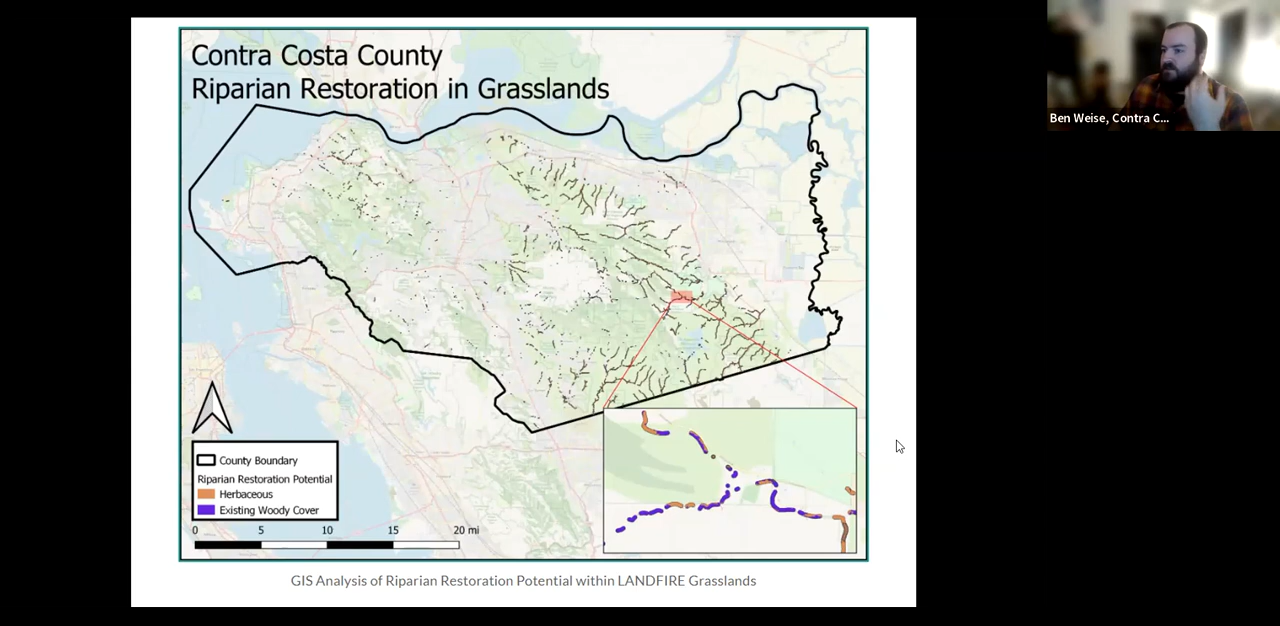 Contra Costa County
Riparian Restoration in Grasslands
Ben Weise, Contra C...
County Boundary
Riparian Restoration Potential
Herbaceous
Existing Woody Cover
0 5 10 15 20 mi
GIS Analysis of Riparian Restoration Potential within LANDFIRE Grasslands